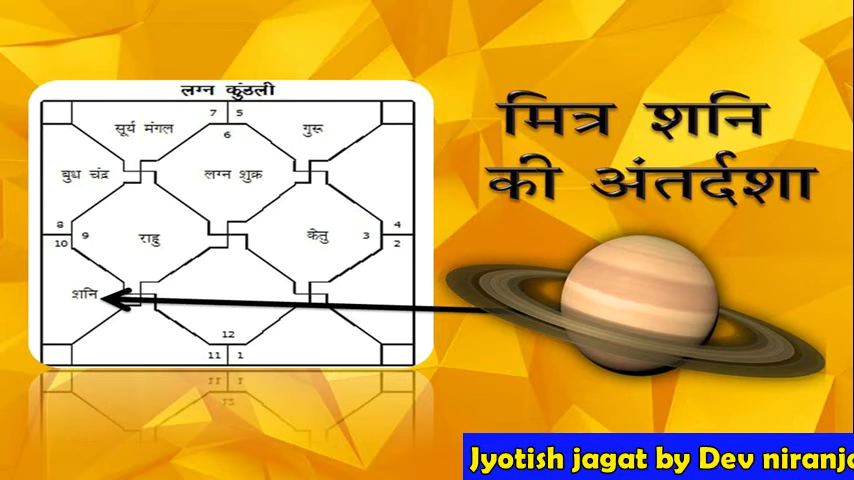 लग्न कुंडली
मित्र शनि
की अंतर्दशा
7 5
सूर्य मंगल
गुरू
6
बुध चंद्र
लग्न शुक्र
8
4
10
9
राहु
केतु
3
2
शनि
12
11 1
Jyotish jagat by Dev